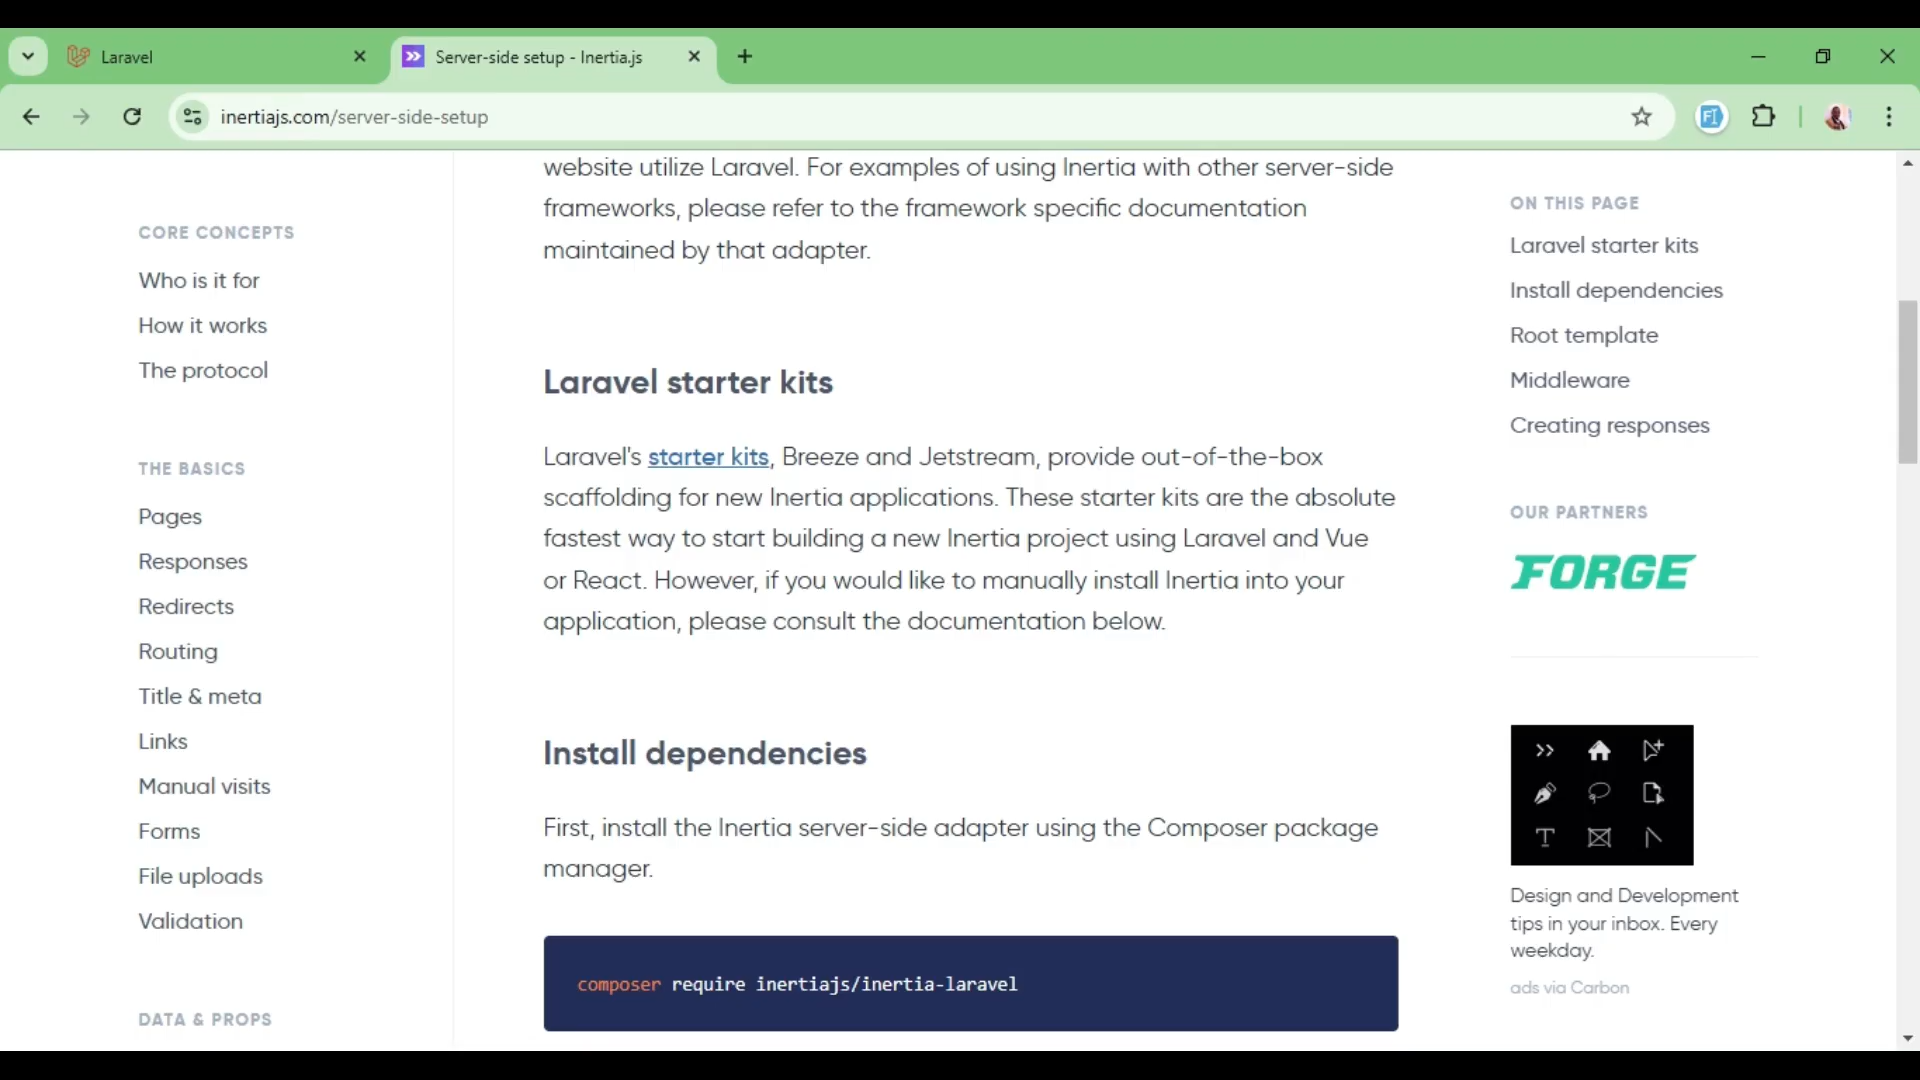 Laravel
Server-side setup - Inertia.js
inertiajs.com/server-side-setup
CORE CONCEPTS
Who is it for
How it works
The protocol
THE BASICS
Pages
Responses
Redirects
Routing
Title & meta
Links
Manual visits
Forms
File uploads
Validation
DATA & PROPS
website utilize Laravel. For examples of using Inertia with other server-side
frameworks, please refer to the framework specific documentation
maintained by that adapter.
Laravel starter kits
Laravel's starter kits, Breeze and Jetstream, provide out-of-the-box
scaffolding for new Inertia applications. These starter kits are the absolute
fastest way to start building a new Inertia project using Laravel and Vue
or React. However, if you would like to manually install Inertia into your
application, please consult the documentation below.
Install dependencies
First, install the Inertia server-side adapter using the Composer package
manager.
composer require inertiajs/inertia-laravel
ON THIS PAGE
Laravel starter kits
Install dependencies
Root template
Middleware
Creating responses
OUR PARTNERS
FORGE
Design and Development
tips in your inbox. Every
weekday.
ads via Carbon